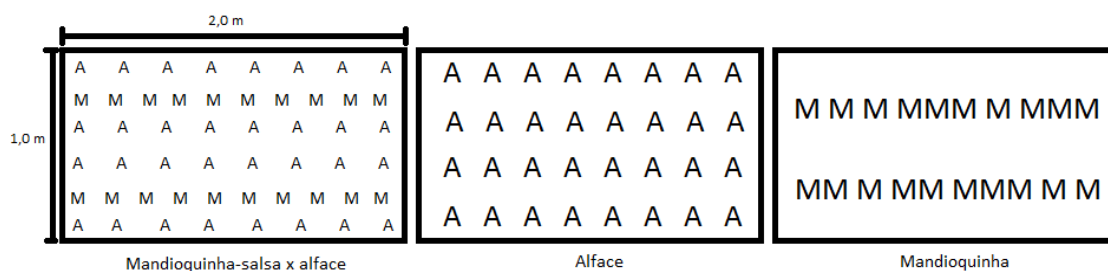 2,0 m
1,0 m
A A A A A A A A
M M M M M M M M M M
A A A A A A A A
A A A A A A A A
M M M M M M M M M M
A A A A A A A A
Mandioquinha-salsa x alface
A A A A A A A A
A A A A A A A A
A A A A A A A A
A A A A A A A A
Alface
M M M MMM M MMM
MM M MM MMM M M
Mandioquinha